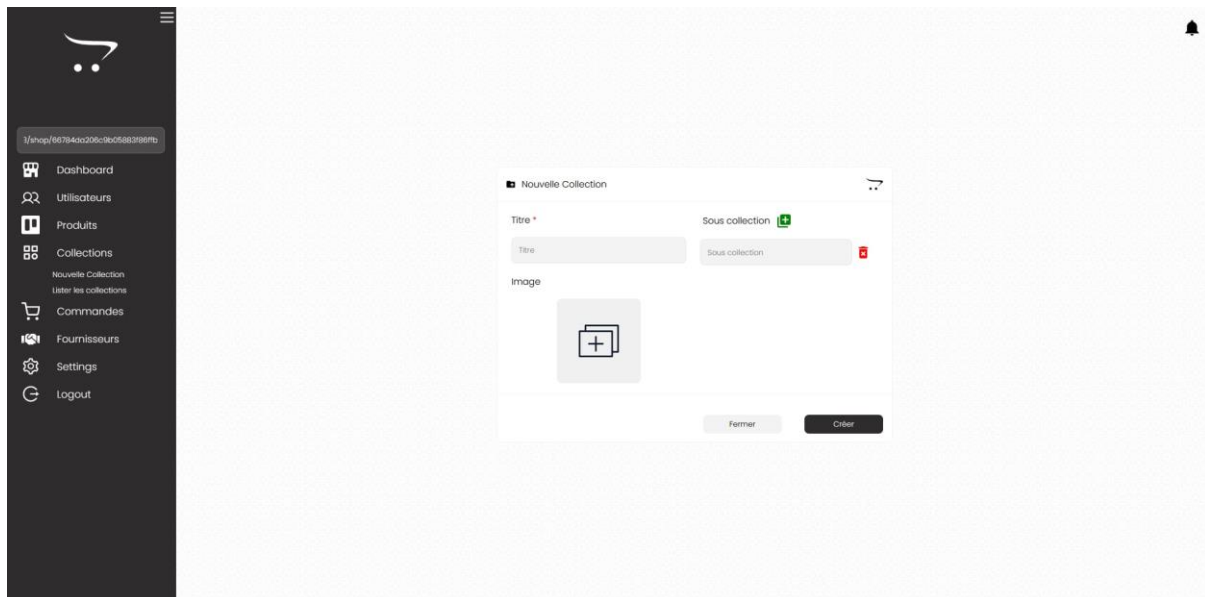 1/shop/66784da206c9b05883f86ffb
Dashboard
Utilisateurs
Produits
Collections
Nouvelle Collection
Lister les collections
Commandes
Fournisseurs
Settings
Logout
Nouvelle Collection
Titre *
Sous collection
Titre
Sous collection
Image
Fermer
Créer